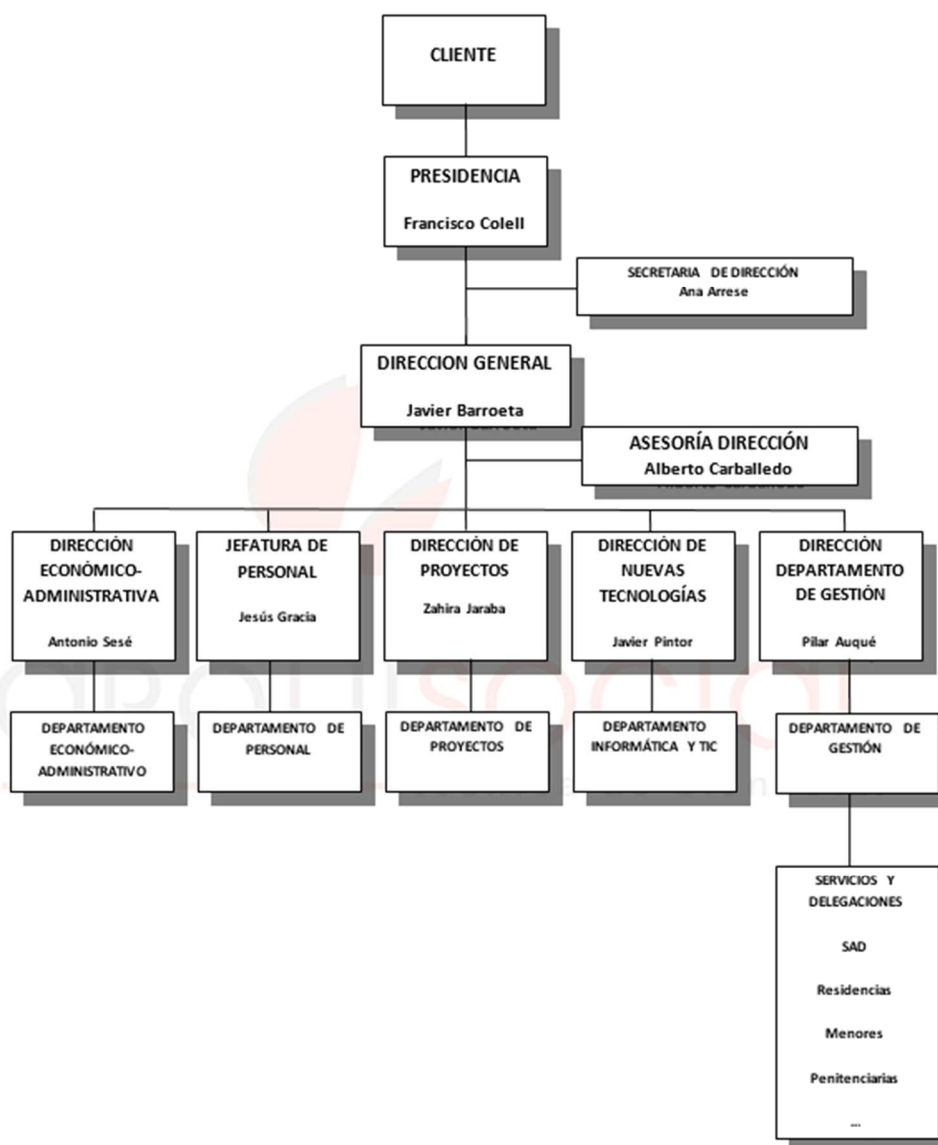 CLIENTE
PRESIDENCIA
Francisco Colell
SECRETARIA DE DIRECCIÓN
Ana Arrese
DIRECCION GENERAL
Javier Barroeta
ASESORÍA DIRECCIÓN
Alberto Carballedo
DIRECCIÓN
ECONÓMICO-
ADMINISTRATIVA
Antonio Sesé
JEFATURA DE
PERSONAL
Jesús Gracia
DIRECCIÓN DE
PROYECTOS
Zahira Jaraba
DIRECCIÓN DE
NUEVAS
TECNOLOGÍAS
Javier Pintor
DIRECCIÓN
DEPARTAMENTO
DE GESTIÓN
Pilar Auqué
DEPARTAMENTO
ECONÓMICO-
ADMINISTRATIVO
DEPARTAMENTO DE
PERSONAL
DEPARTAMENTO DE
PROYECTOS
DEPARTAMENTO
INFORMÁTICA Y TIC
DEPARTAMENTO DE
GESTIÓN
SERVICIOS Y
DELEGACIONES
SAD
Residencias
Menores
Penitenciarias
...